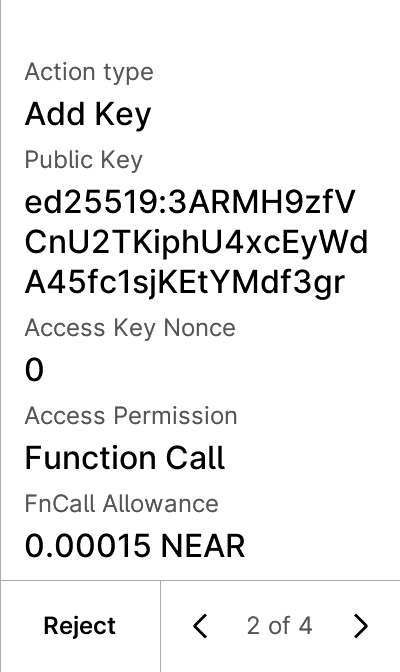 Action type
Add Key
Public Key
ed25519:3ARMH9zfV
CnU2TKiphU4xcEyWd
A45fc1sjKEtYMdf3gr
Access Key Nonce
0
Access Permission
Function Call
FnCall Allowance
0.00015 NEAR
Reject
2 of 4